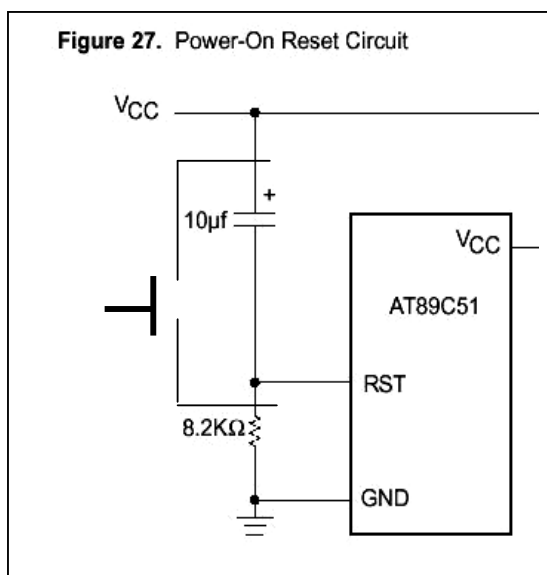 Figure 27. Power-On Reset Circuit
VCC
+
10µf
VCC
AT89C51
RST
8.2KΩ
GND